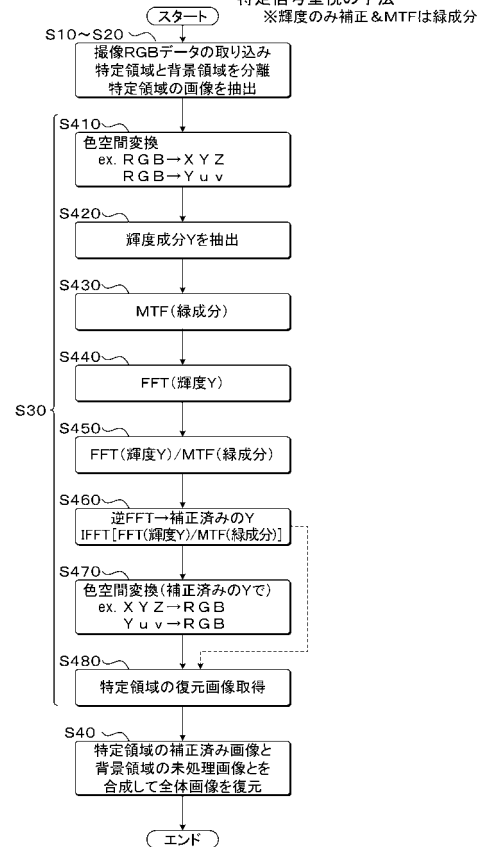 特定信号重視の手法
※輝度のみ補正&MTFは緑成分
スタート
S10～S20
撮像RGBデータの取り込み
特定領域と背景領域を分離
特定領域の画像を抽出
S30
S410
色空間変換
ex. RGB→XYZ
RGB→Yuv
S420
輝度成分Yを抽出
S430
MTF(緑成分)
S440
FFT(輝度Y)
S450
FFT(輝度Y)/MTF(緑成分)
S460
逆FFT→補正済みのY
IFFT[FFT(輝度Y)/MTF(緑成分)]
S470
色空間変換(補正済みのYで)
ex. XYZ→RGB
Yuv→RGB
S480
特定領域の復元画像取得
S40
特定領域の補正済み画像と
背景領域の未処理画像とを
合成して全体画像を復元
エンド